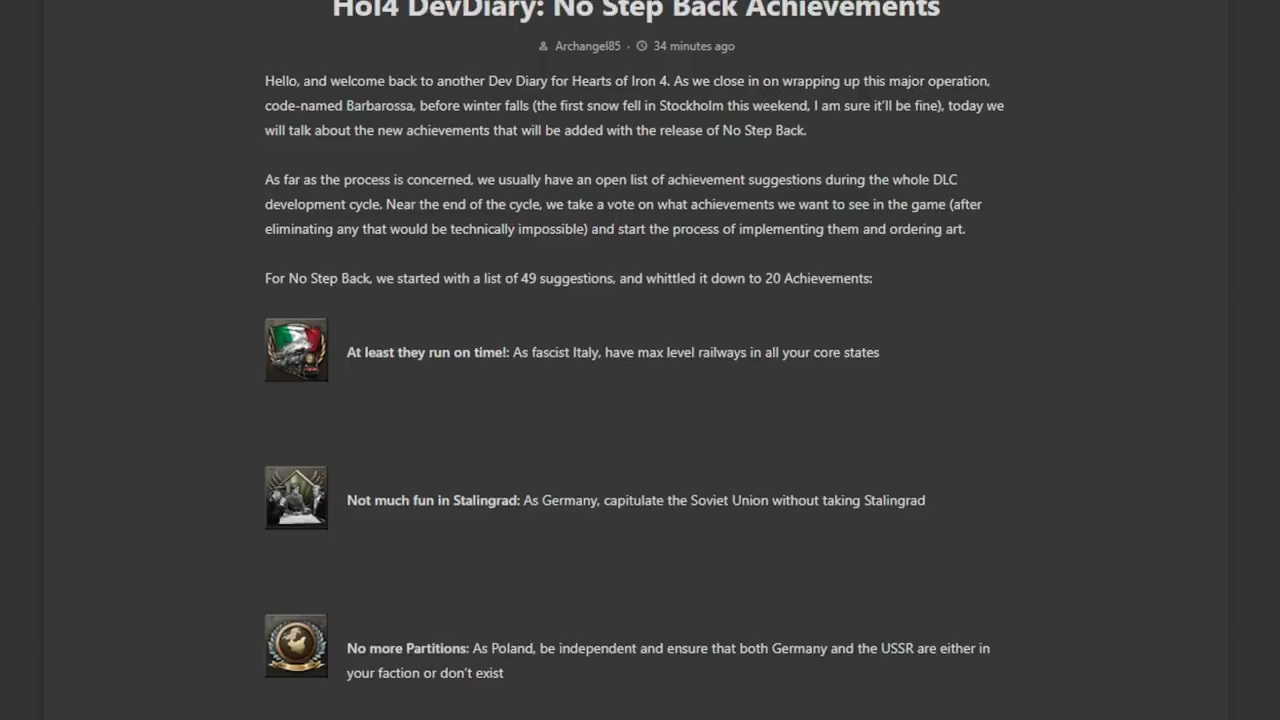 HoI4 DevDiary: No Step Back Achievements
Archangel85 · 34 minutes ago
Hello, and welcome back to another Dev Diary for Hearts of Iron 4. As we close in on wrapping up this major operation,
code-named Barbarossa, before winter falls (the first snow fell in Stockholm this weekend, I am sure it'll be fine), today we
will talk about the new achievements that will be added with the release of No Step Back.
As far as the process is concerned, we usually have an open list of achievement suggestions during the whole DLC
development cycle. Near the end of the cycle, we take a vote on what achievements we want to see in the game (after
eliminating any that would be technically impossible) and start the process of implementing them and ordering art.
For No Step Back, we started with a list of 49 suggestions, and whittled it down to 20 Achievements:
At least they run on time!: As fascist Italy, have max level railways in all your core states
Not much fun in Stalingrad: As Germany, capitulate the Soviet Union without taking Stalingrad
No more Partitions: As Poland, be independent and ensure that both Germany and the USSR are either in
your faction or don't exist